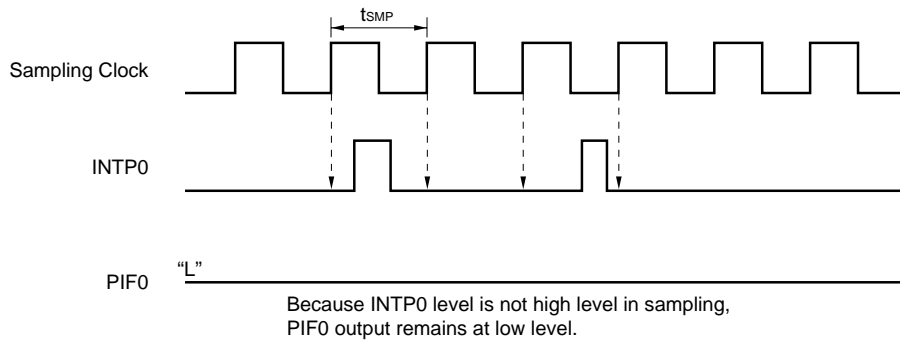 tSMP
Sampling Clock
INTP0
PIF0
“L”
Because INTP0 level is not high level in sampling,
PIF0 output remains at low level.